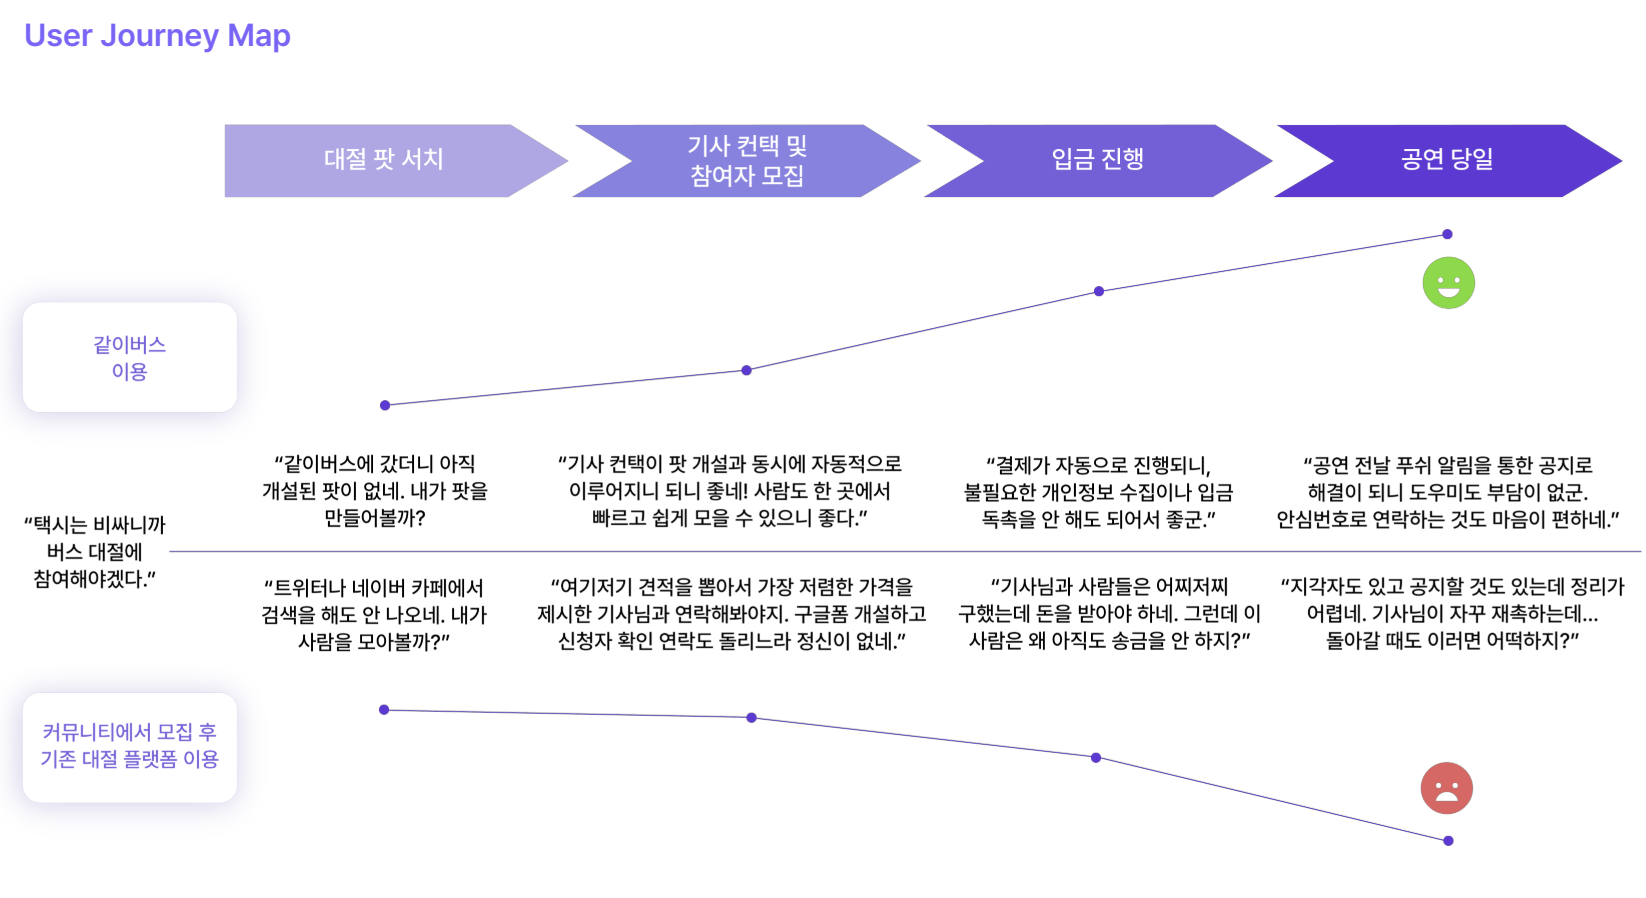 User Journey Map
대절 팟 서치
기사 컨택 및
참여자 모집
입금 진행
공연 당일
같이버스
이용
“같이버스에 갔더니 아직
개설된 팟이 없네. 내가 팟을
만들어볼까?
“기사 컨택이 팟 개설과 동시에 자동적으로
이루어지니 되니 좋네! 사람도 한 곳에서
빠르고 쉽게 모을 수 있으니 좋다.”
“결제가 자동으로 진행되니,
불필요한 개인정보 수집이나 입금
독촉을 안 해도 되어서 좋군.”
“공연 전날 푸쉬 알림을 통한 공지로
해결이 되니 도우미도 부담이 없군.
안심번호로 연락하는 것도 마음이 편하네.”
“택시는 비싸니까
버스 대절에
참여해야겠다.”
“트위터나 네이버 카페에서
검색을 해도 안 나오네. 내가
사람을 모아볼까?”
“여기저기 견적을 뽑아서 가장 저렴한 가격을
제시한 기사님과 연락해봐야지. 구글폼 개설하고
신청자 확인 연락도 돌리느라 정신이 없네.”
“기사님과 사람들은 어찌저찌
구했는데 돈을 받아야 하네. 그런데 이
사람은 왜 아직도 송금을 안 하지?”
“지각자도 있고 공지할 것도 있는데 정리가
어렵네. 기사님이 자꾸 재촉하는데...
돌아갈 때도 이러면 어떡하지?”
커뮤니티에서 모집 후
기존 대절 플랫폼 이용